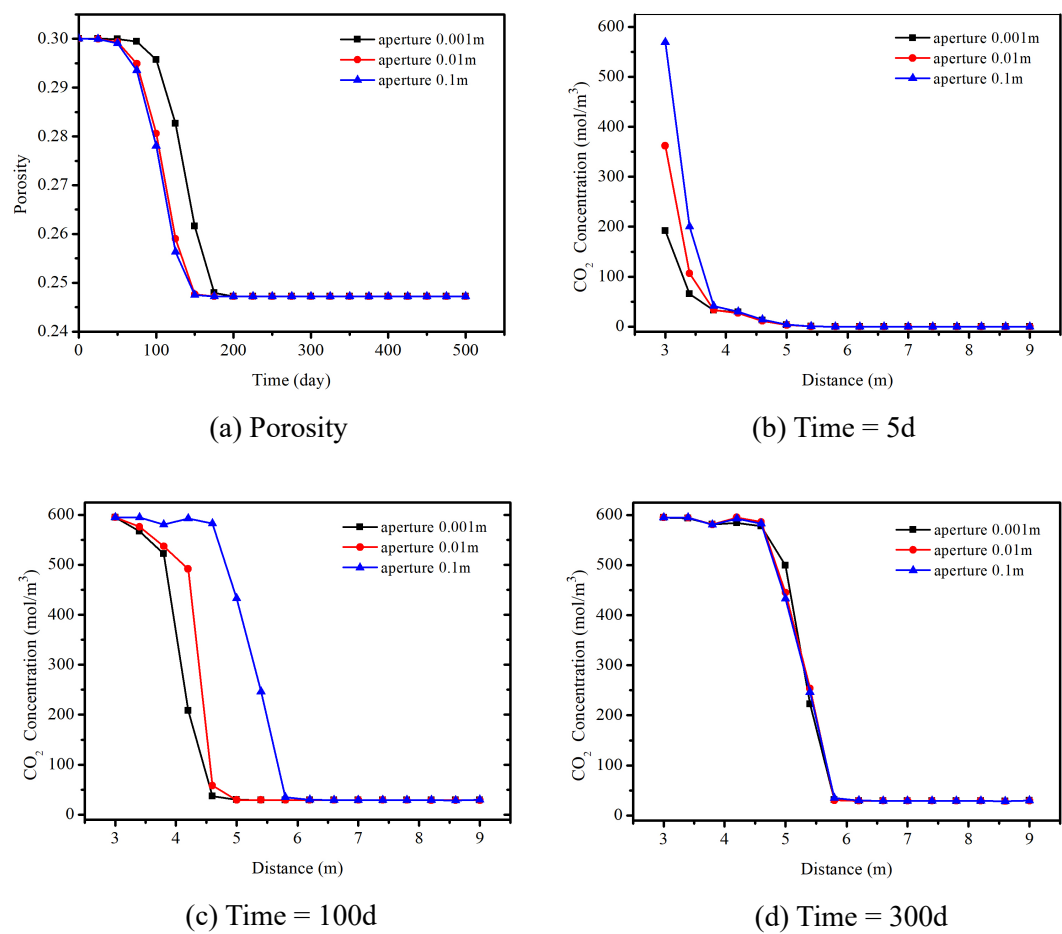 0.30
0.29
0.28
0.27
0.26
0.25
0.24
Porosity
aperture 0.001m
aperture 0.01m
aperture 0.1m
0 100 200 300 400 500
Time (day)
(a) Porosity
600
500
400
300
200
100
0
CO₂ Concentration (mol/m³)
aperture 0.001m
aperture 0.01m
aperture 0.1m
3 4 5 6 7 8 9
Distance (m)
(b) Time = 5d
600
500
400
300
200
100
0
CO₂ Concentration (mol/m³)
aperture 0.001m
aperture 0.01m
aperture 0.1m
3 4 5 6 7 8 9
Distance (m)
(c) Time = 100d
600
500
400
300
200
100
0
CO₂ Concentration (mol/m³)
aperture 0.001m
aperture 0.01m
aperture 0.1m
3 4 5 6 7 8 9
Distance (m)
(d) Time = 300d